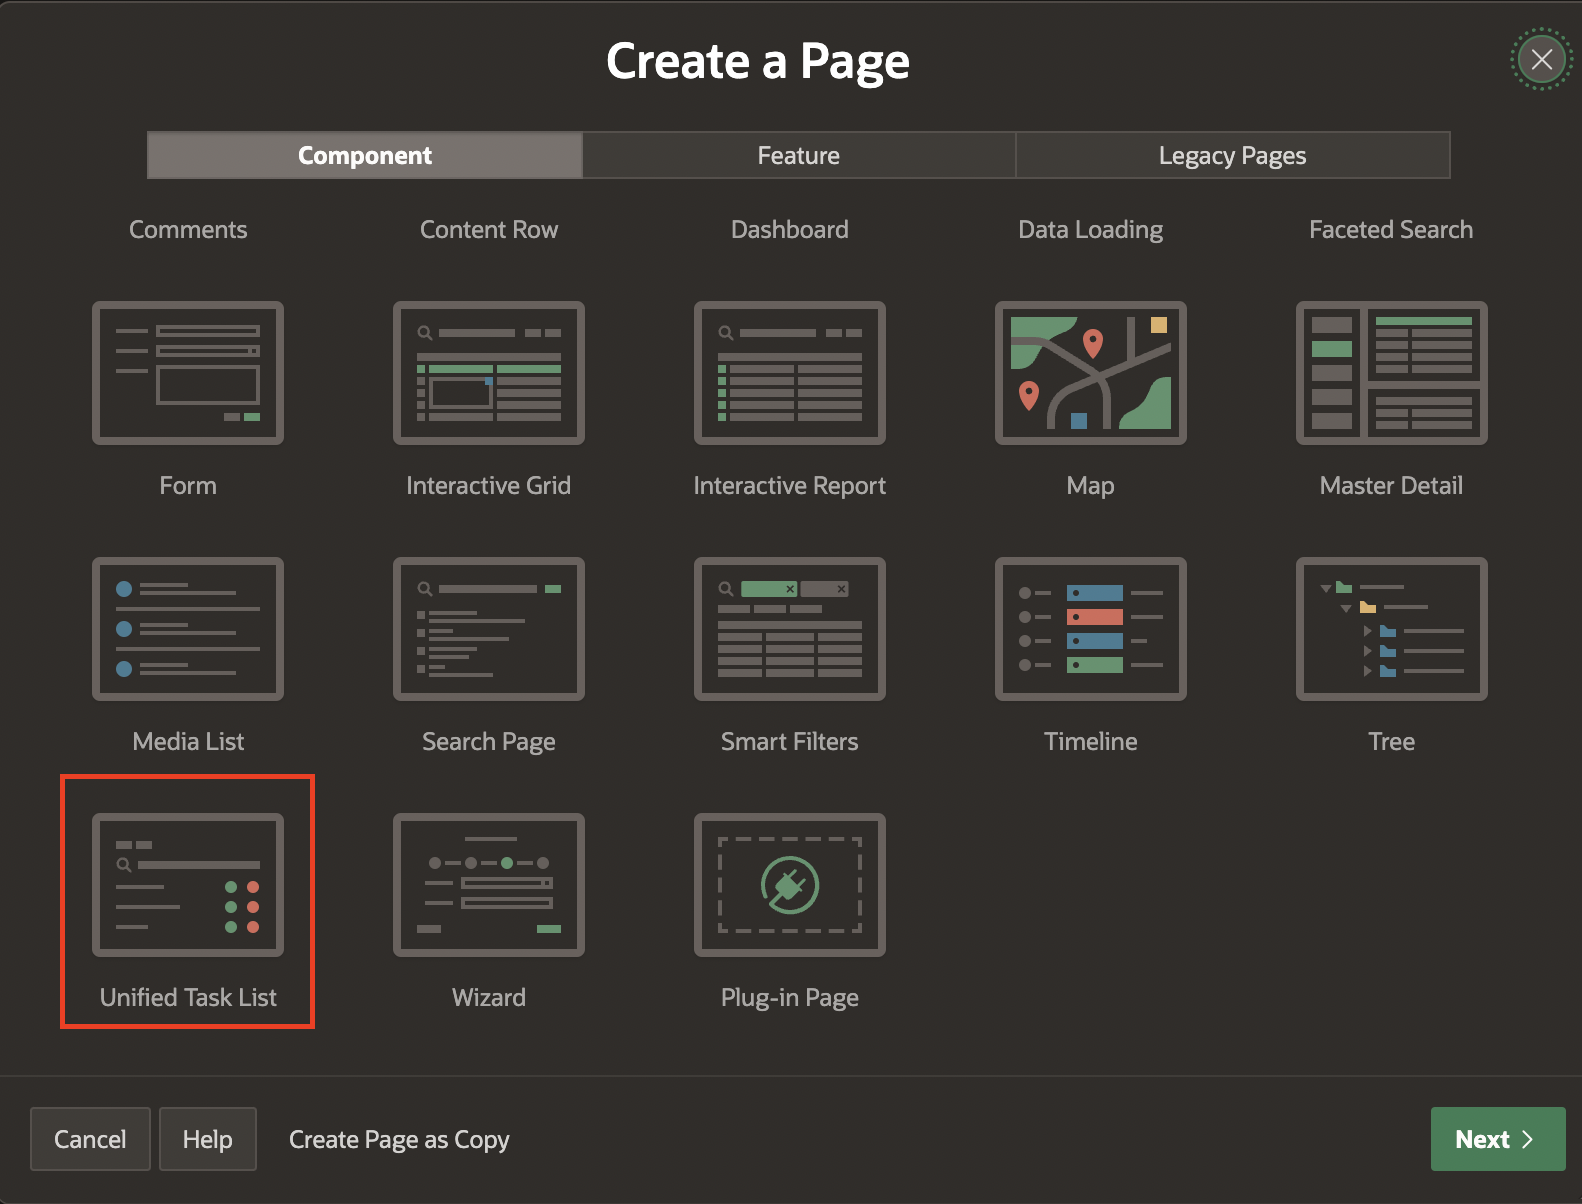 Create a Page
Component Feature Legacy Pages
Comments Content Row Dashboard Data Loading Faceted Search
Form Interactive Grid Interactive Report Map Master Detail
Media List Search Page Smart Filters Timeline Tree
Unified Task List Wizard Plug-in Page
Cancel Help Create Page as Copy Next